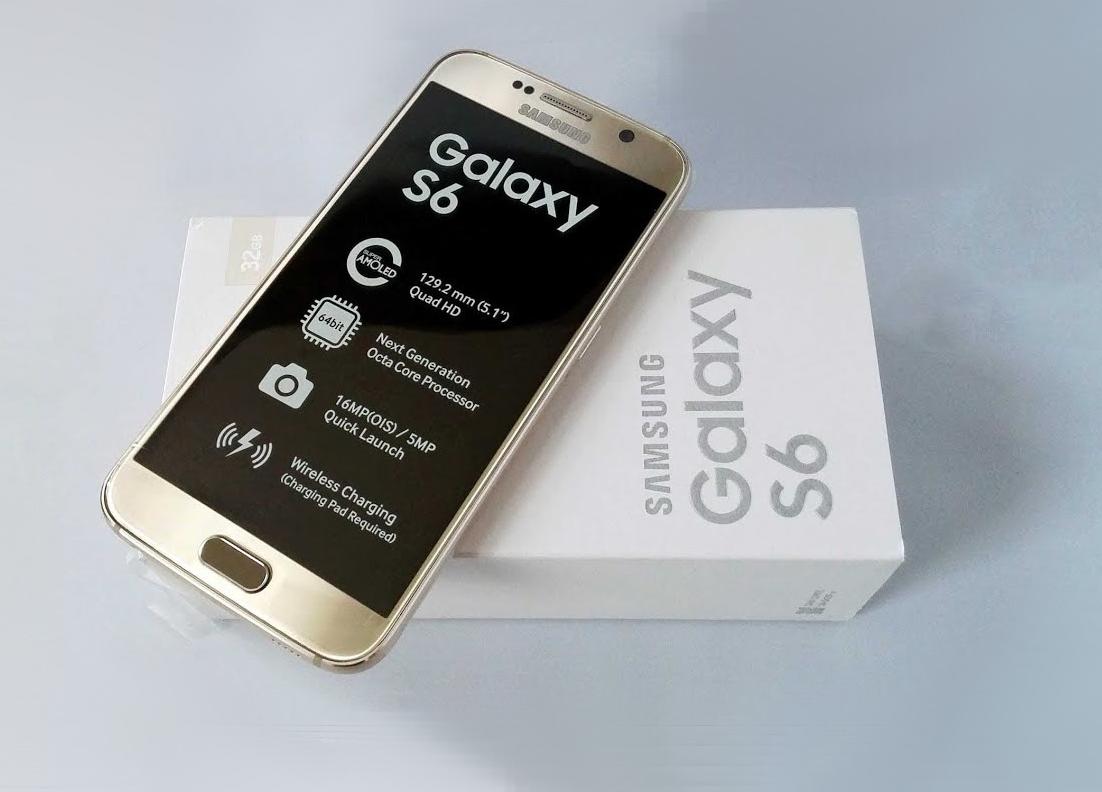 SAMSUNG
Galaxy
S6
SUPER
AMOLED
129.2 mm (5.1")
Quad HD
64bit
Next Generation
Octa Core Processor
16MP(OIS) / 5MP
Quick Launch
Wireless Charging
(Charging Pad Required)
32GB
SAMSUNG
Galaxy
S6